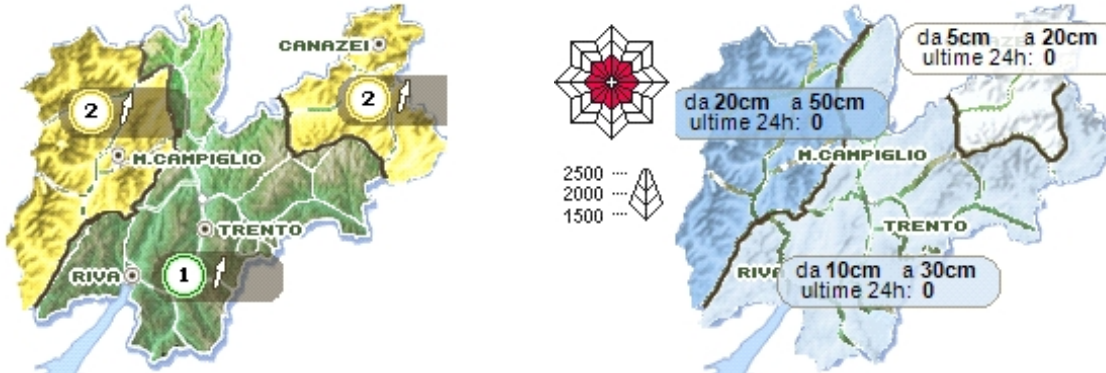 CANAZEI
2
2
M.CAMPIGLIO
TRENTO
RIVA
1
da 5cm a 20cm
ultime 24h: 0
da 20cm a 50cm
ultime 24h: 0
M.CAMPIGLIO
2500
2000
1500
TRENTO
RIVA
da 10cm a 30cm
ultime 24h: 0